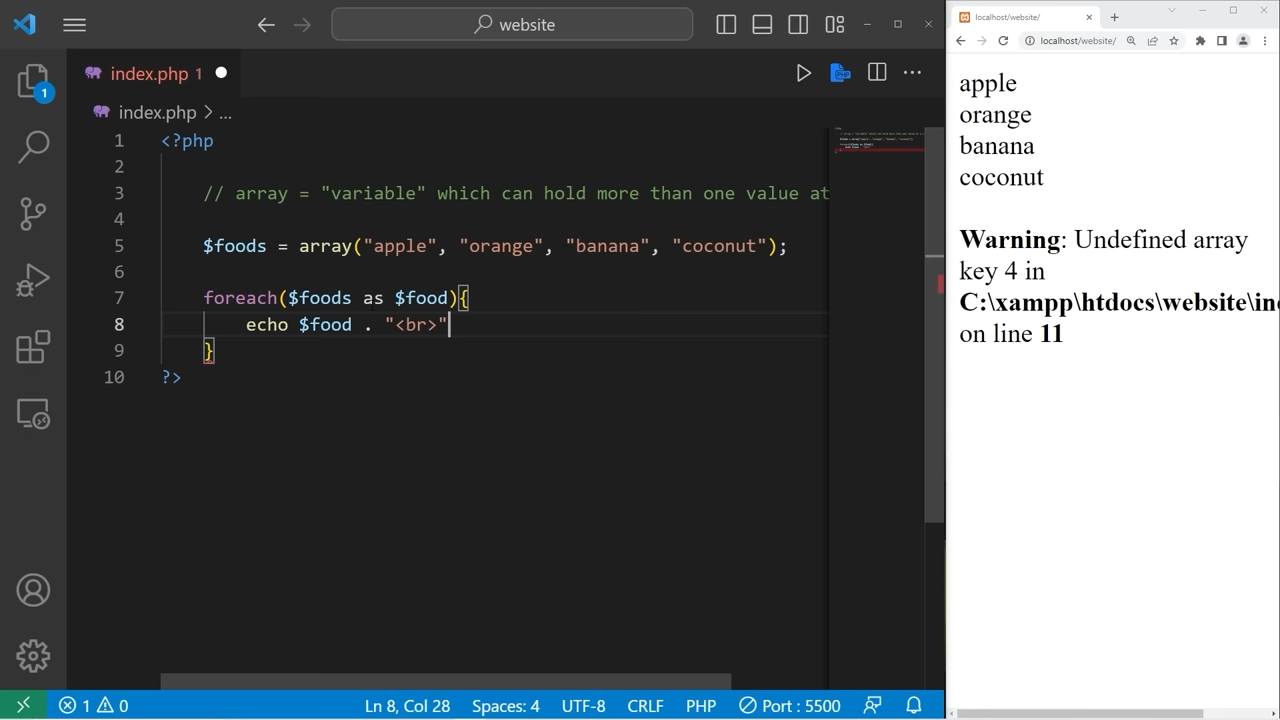 website
index.php 1
index.php > ...
1 <?php
2
3 // array = "variable" which can hold more than one value at
4
5 $foods = array("apple", "orange", "banana", "coconut");
6
7 foreach($foods as $food){
8 echo $food . "<br>"
9 }
10 ?>
1
1 0
Ln 8, Col 28
Spaces: 4
UTF-8
CRLF
PHP
Port : 5500
localhost/website/
localhost/website/
apple
orange
banana
coconut
Warning: Undefined array
key 4 in
C:\xampp\htdocs\website\in
on line 11